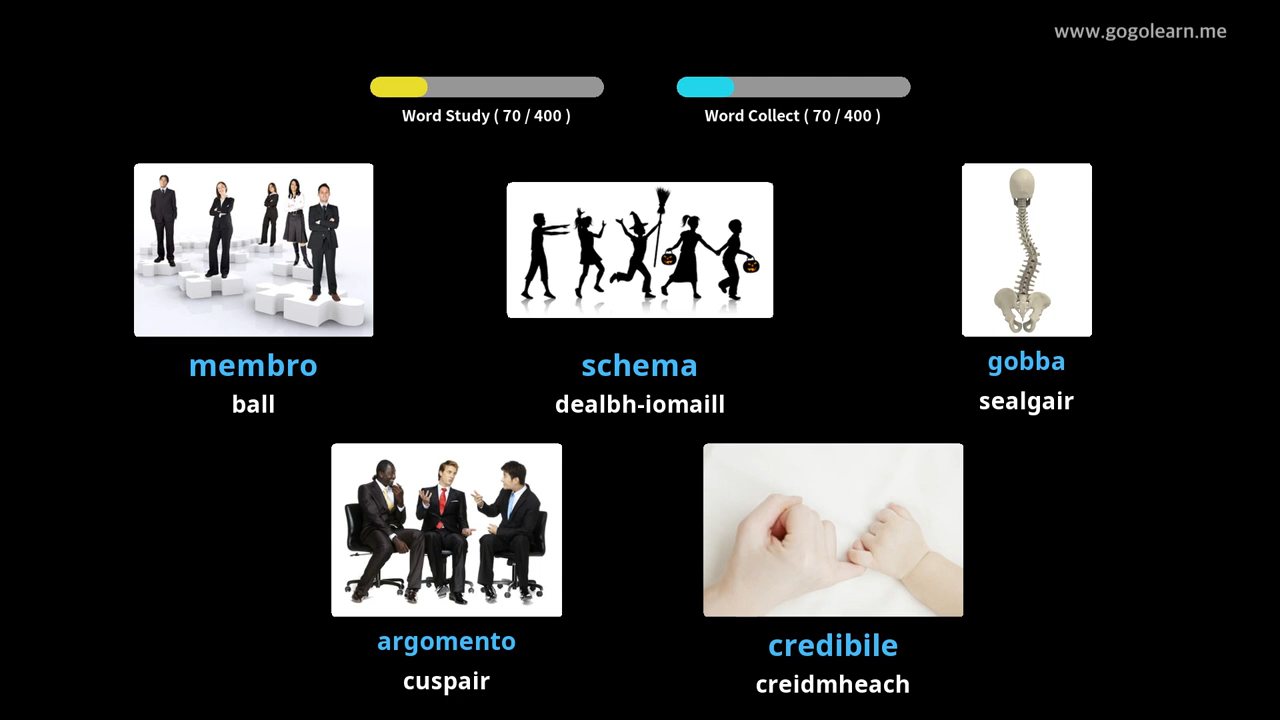 www.gogolearn.me
Word Study ( 70 / 400 )
Word Collect ( 70 / 400 )
membro
ball
schema
dealbh-iomaill
gobba
sealgair
argomento
cuspair
credibile
creidmheach